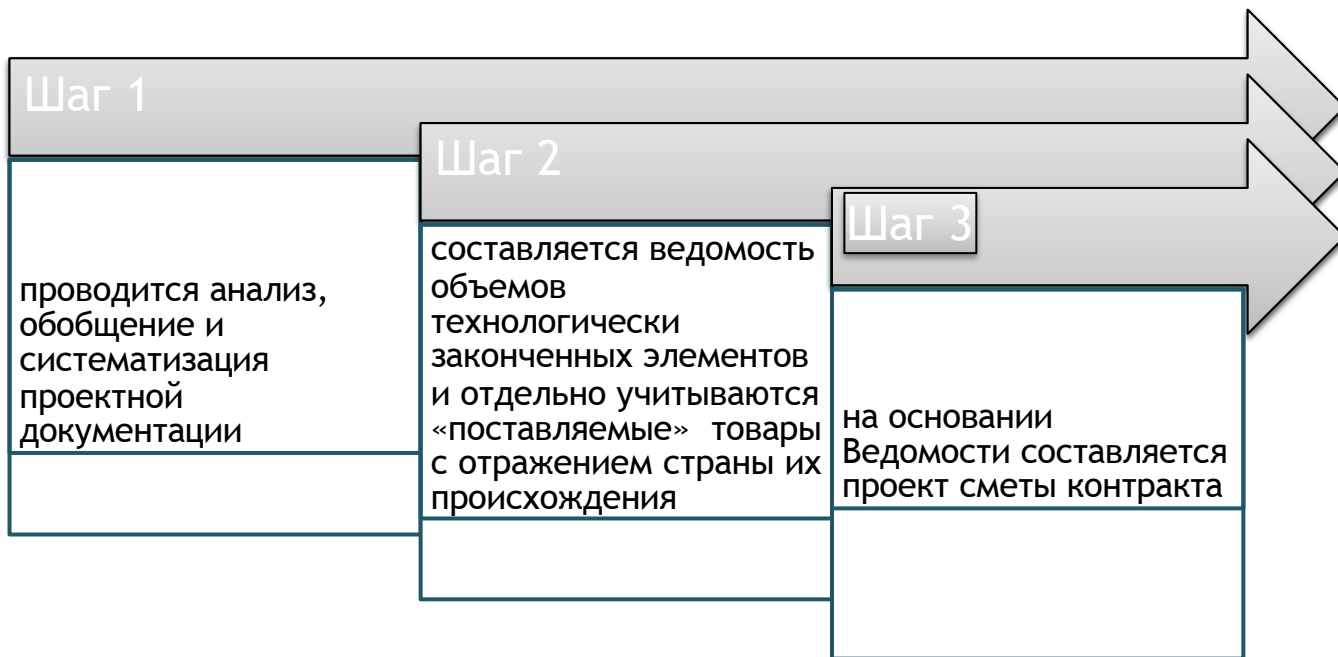 Шаг 1
проводится анализ,
обобщение и
систематизация
проектной
документации
Шаг 2
составляется ведомость
объемов
технологически
законченных элементов
и отдельно учитываются
«поставляемые» товары
с отражением страны их
происхождения
Шаг 3
на основании
Ведомости составляется
проект сметы контракта